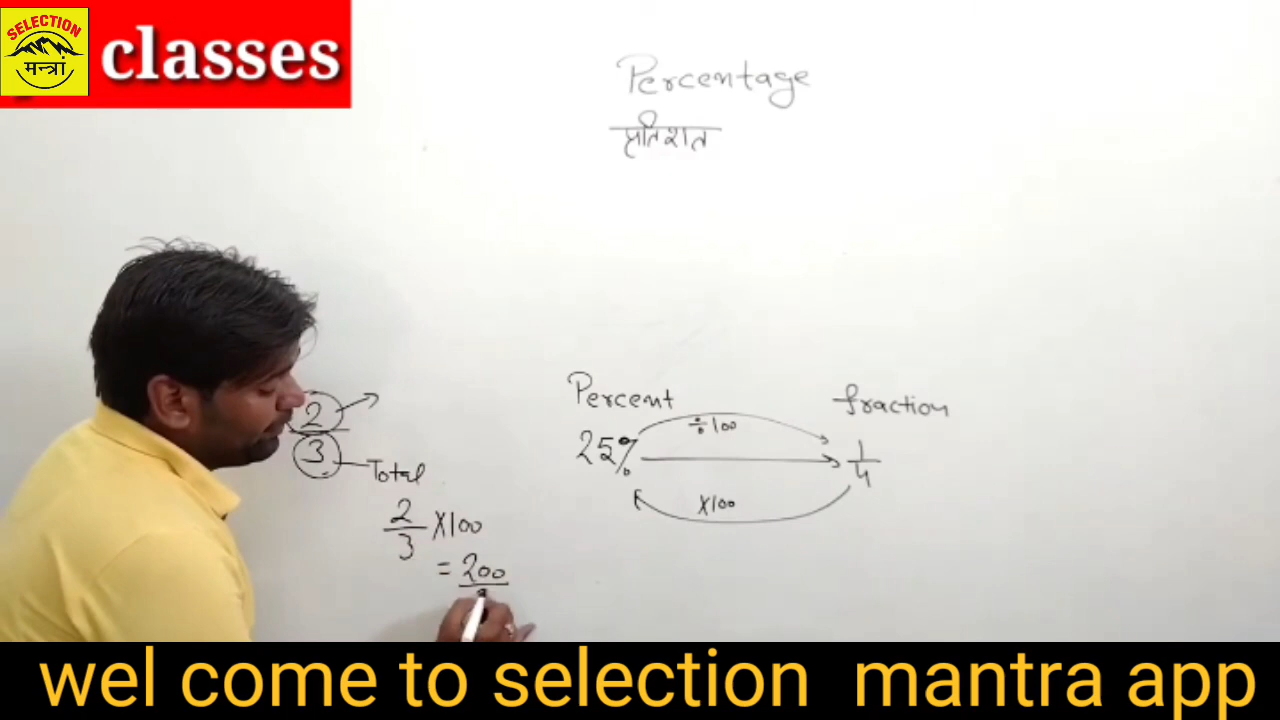 SELECTION
मन्त्रां
classes
Percentage
प्रतिशत
Percent
fraction
÷100
25%
1
4
X100
2
3
Total
2
3
X100
= 200
wel come to selection mantra app